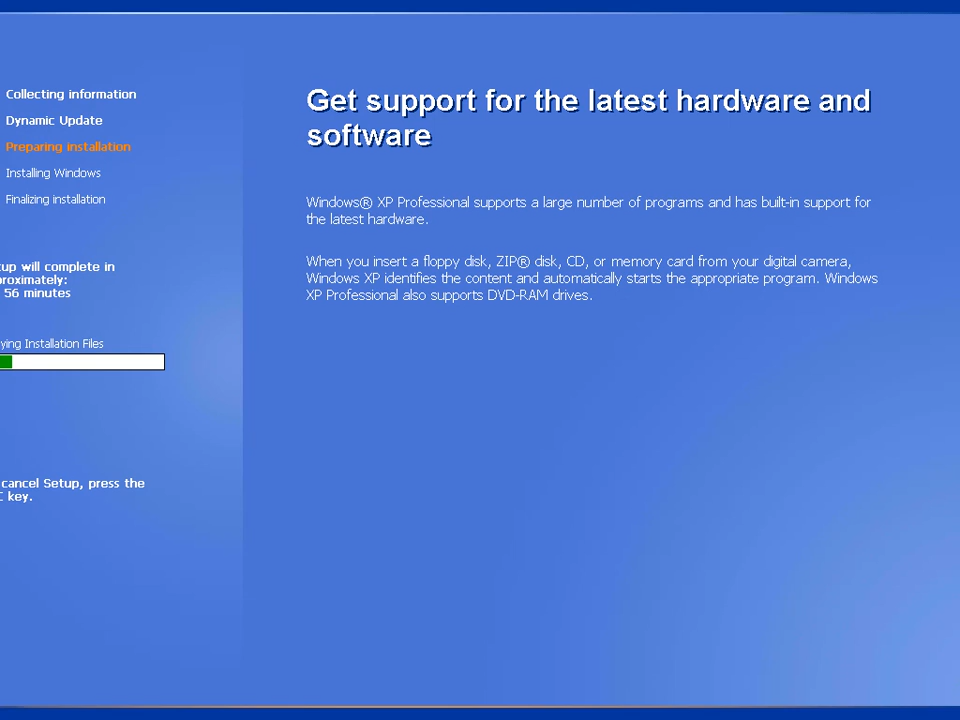 Collecting information
Dynamic Update
Preparing installation
Installing Windows
Finalizing installation
up will complete in
roximately:
56 minutes
ying Installation Files
cancel Setup, press the
key.
Get support for the latest hardware and
software
Windows® XP Professional supports a large number of programs and has built-in support for
the latest hardware.
When you insert a floppy disk, ZIP® disk, CD, or memory card from your digital camera,
Windows XP identifies the content and automatically starts the appropriate program. Windows
XP Professional also supports DVD-RAM drives.